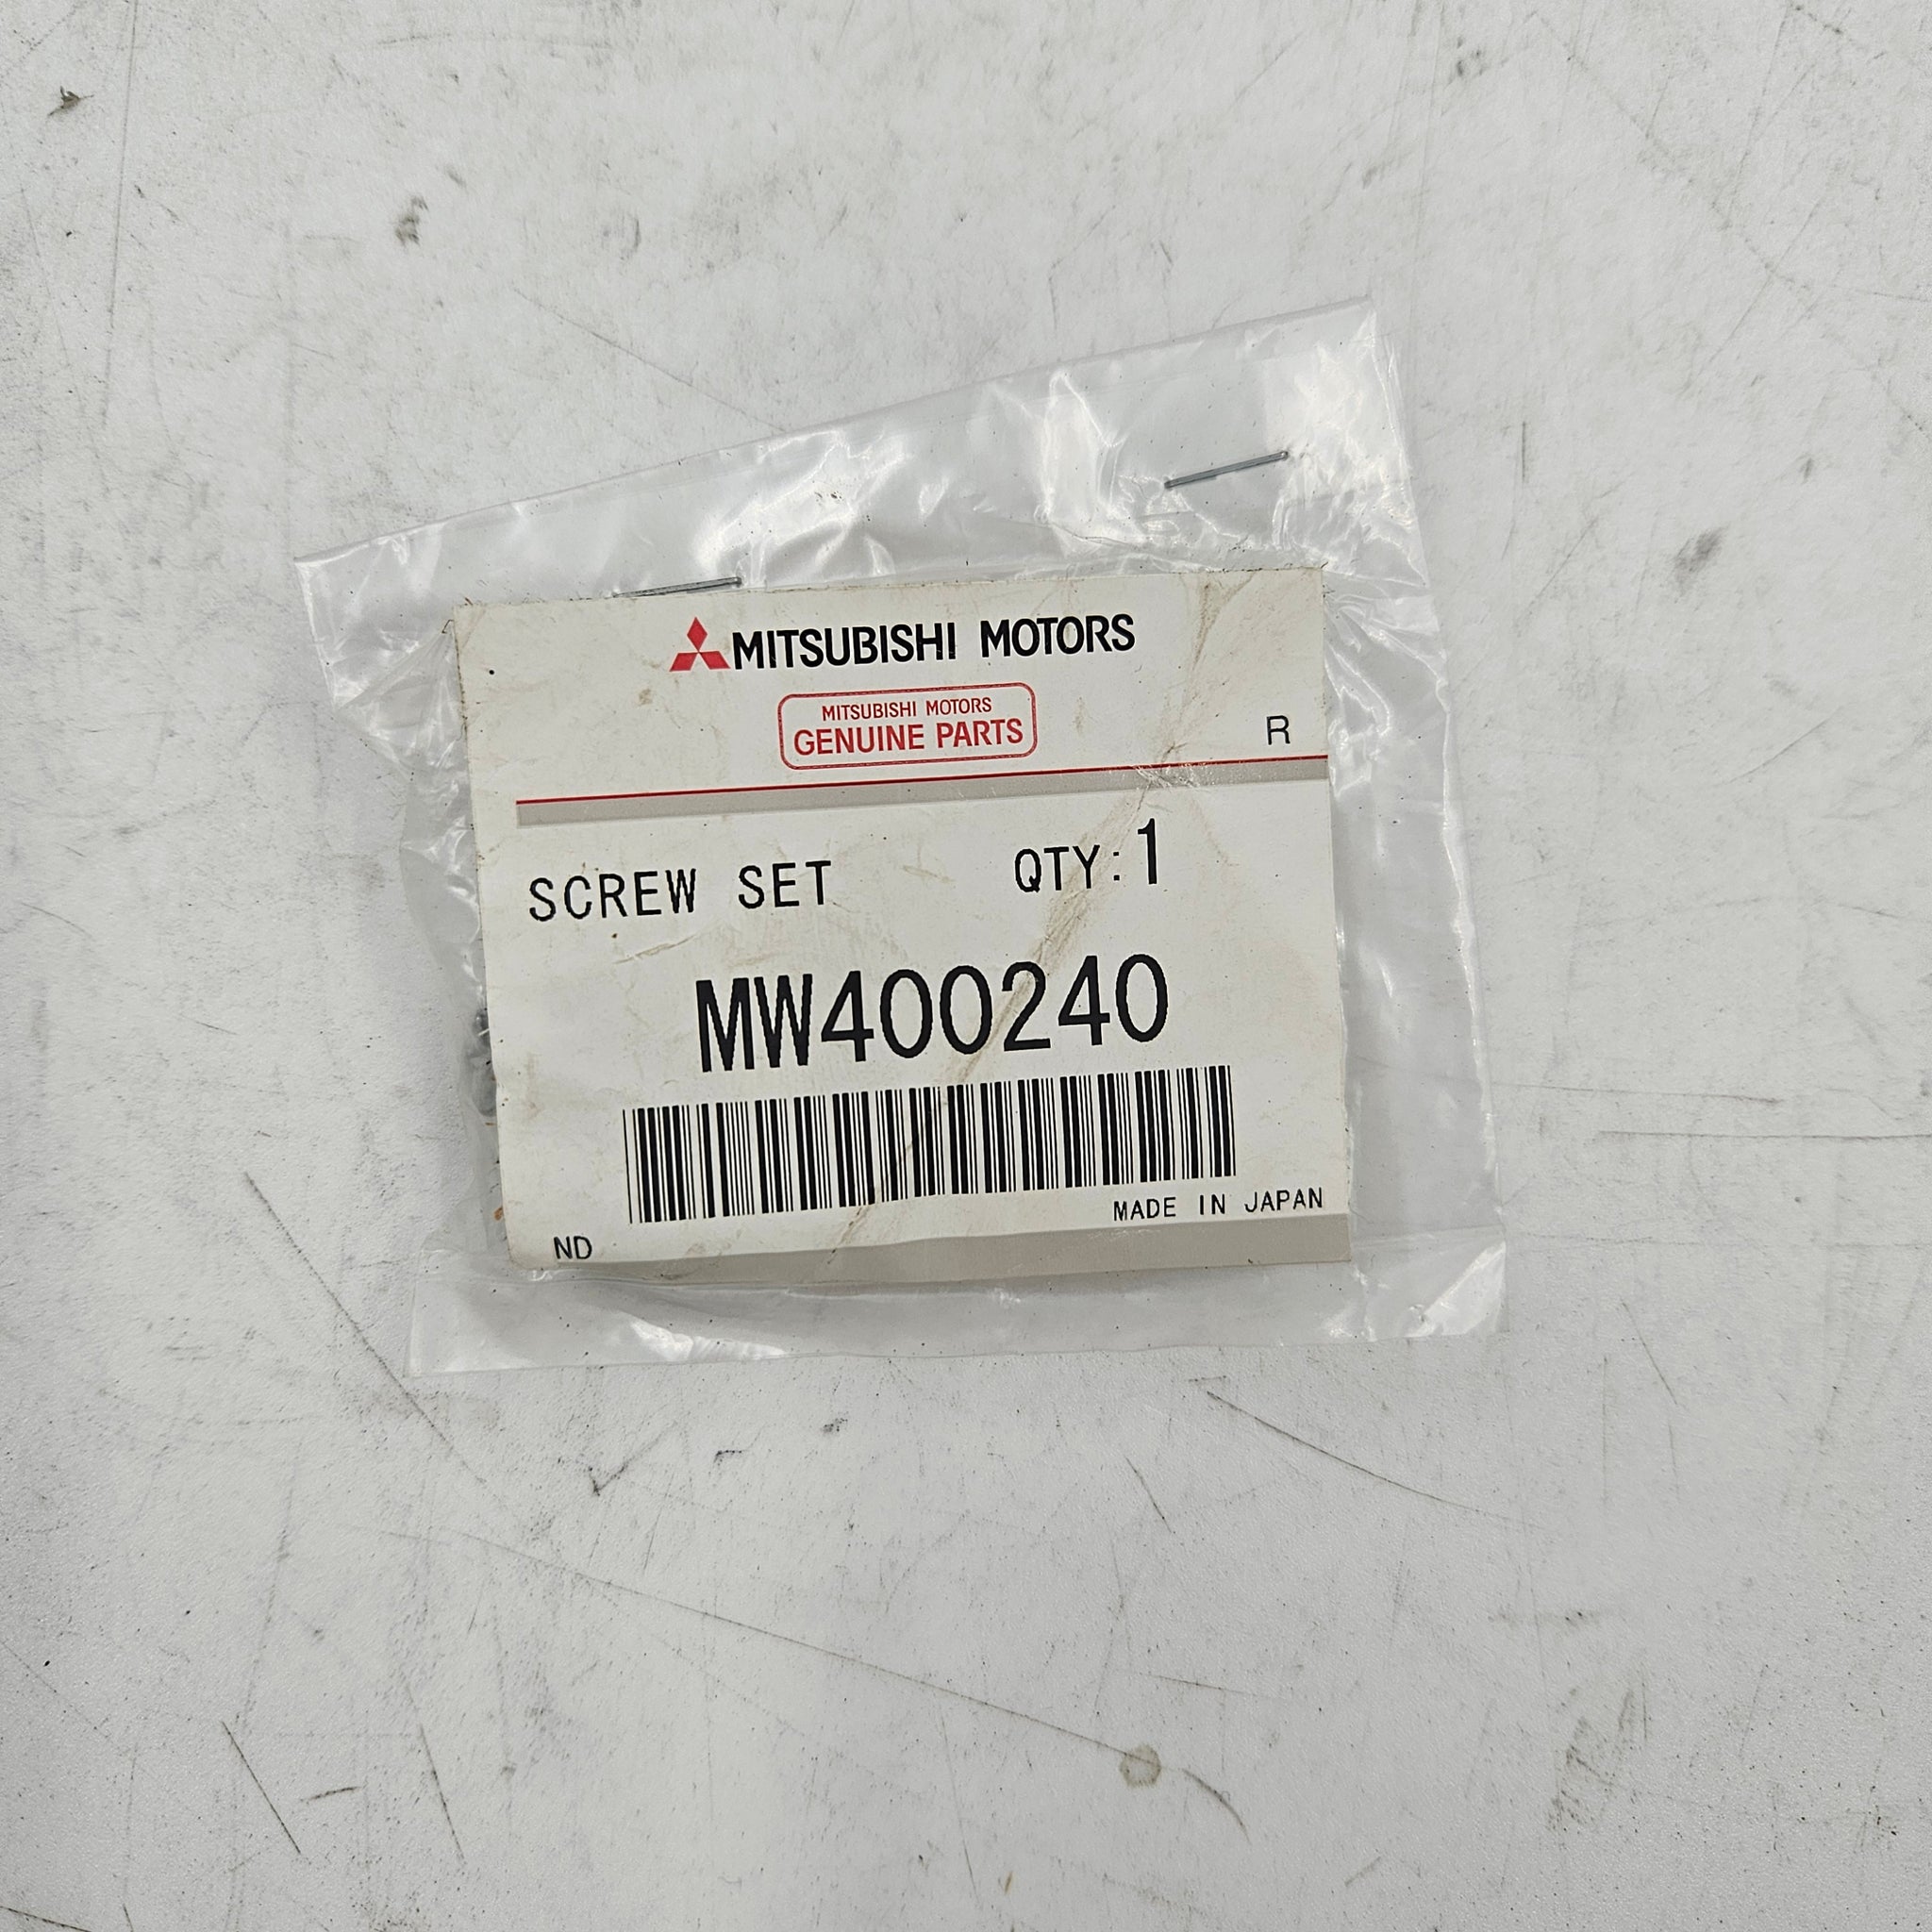 MITSUBISHI MOTORS
MITSUBISHI MOTORS
GENUINE PARTS
R
SCREW SET QTY:1
MW400240
MADE IN JAPAN
ND